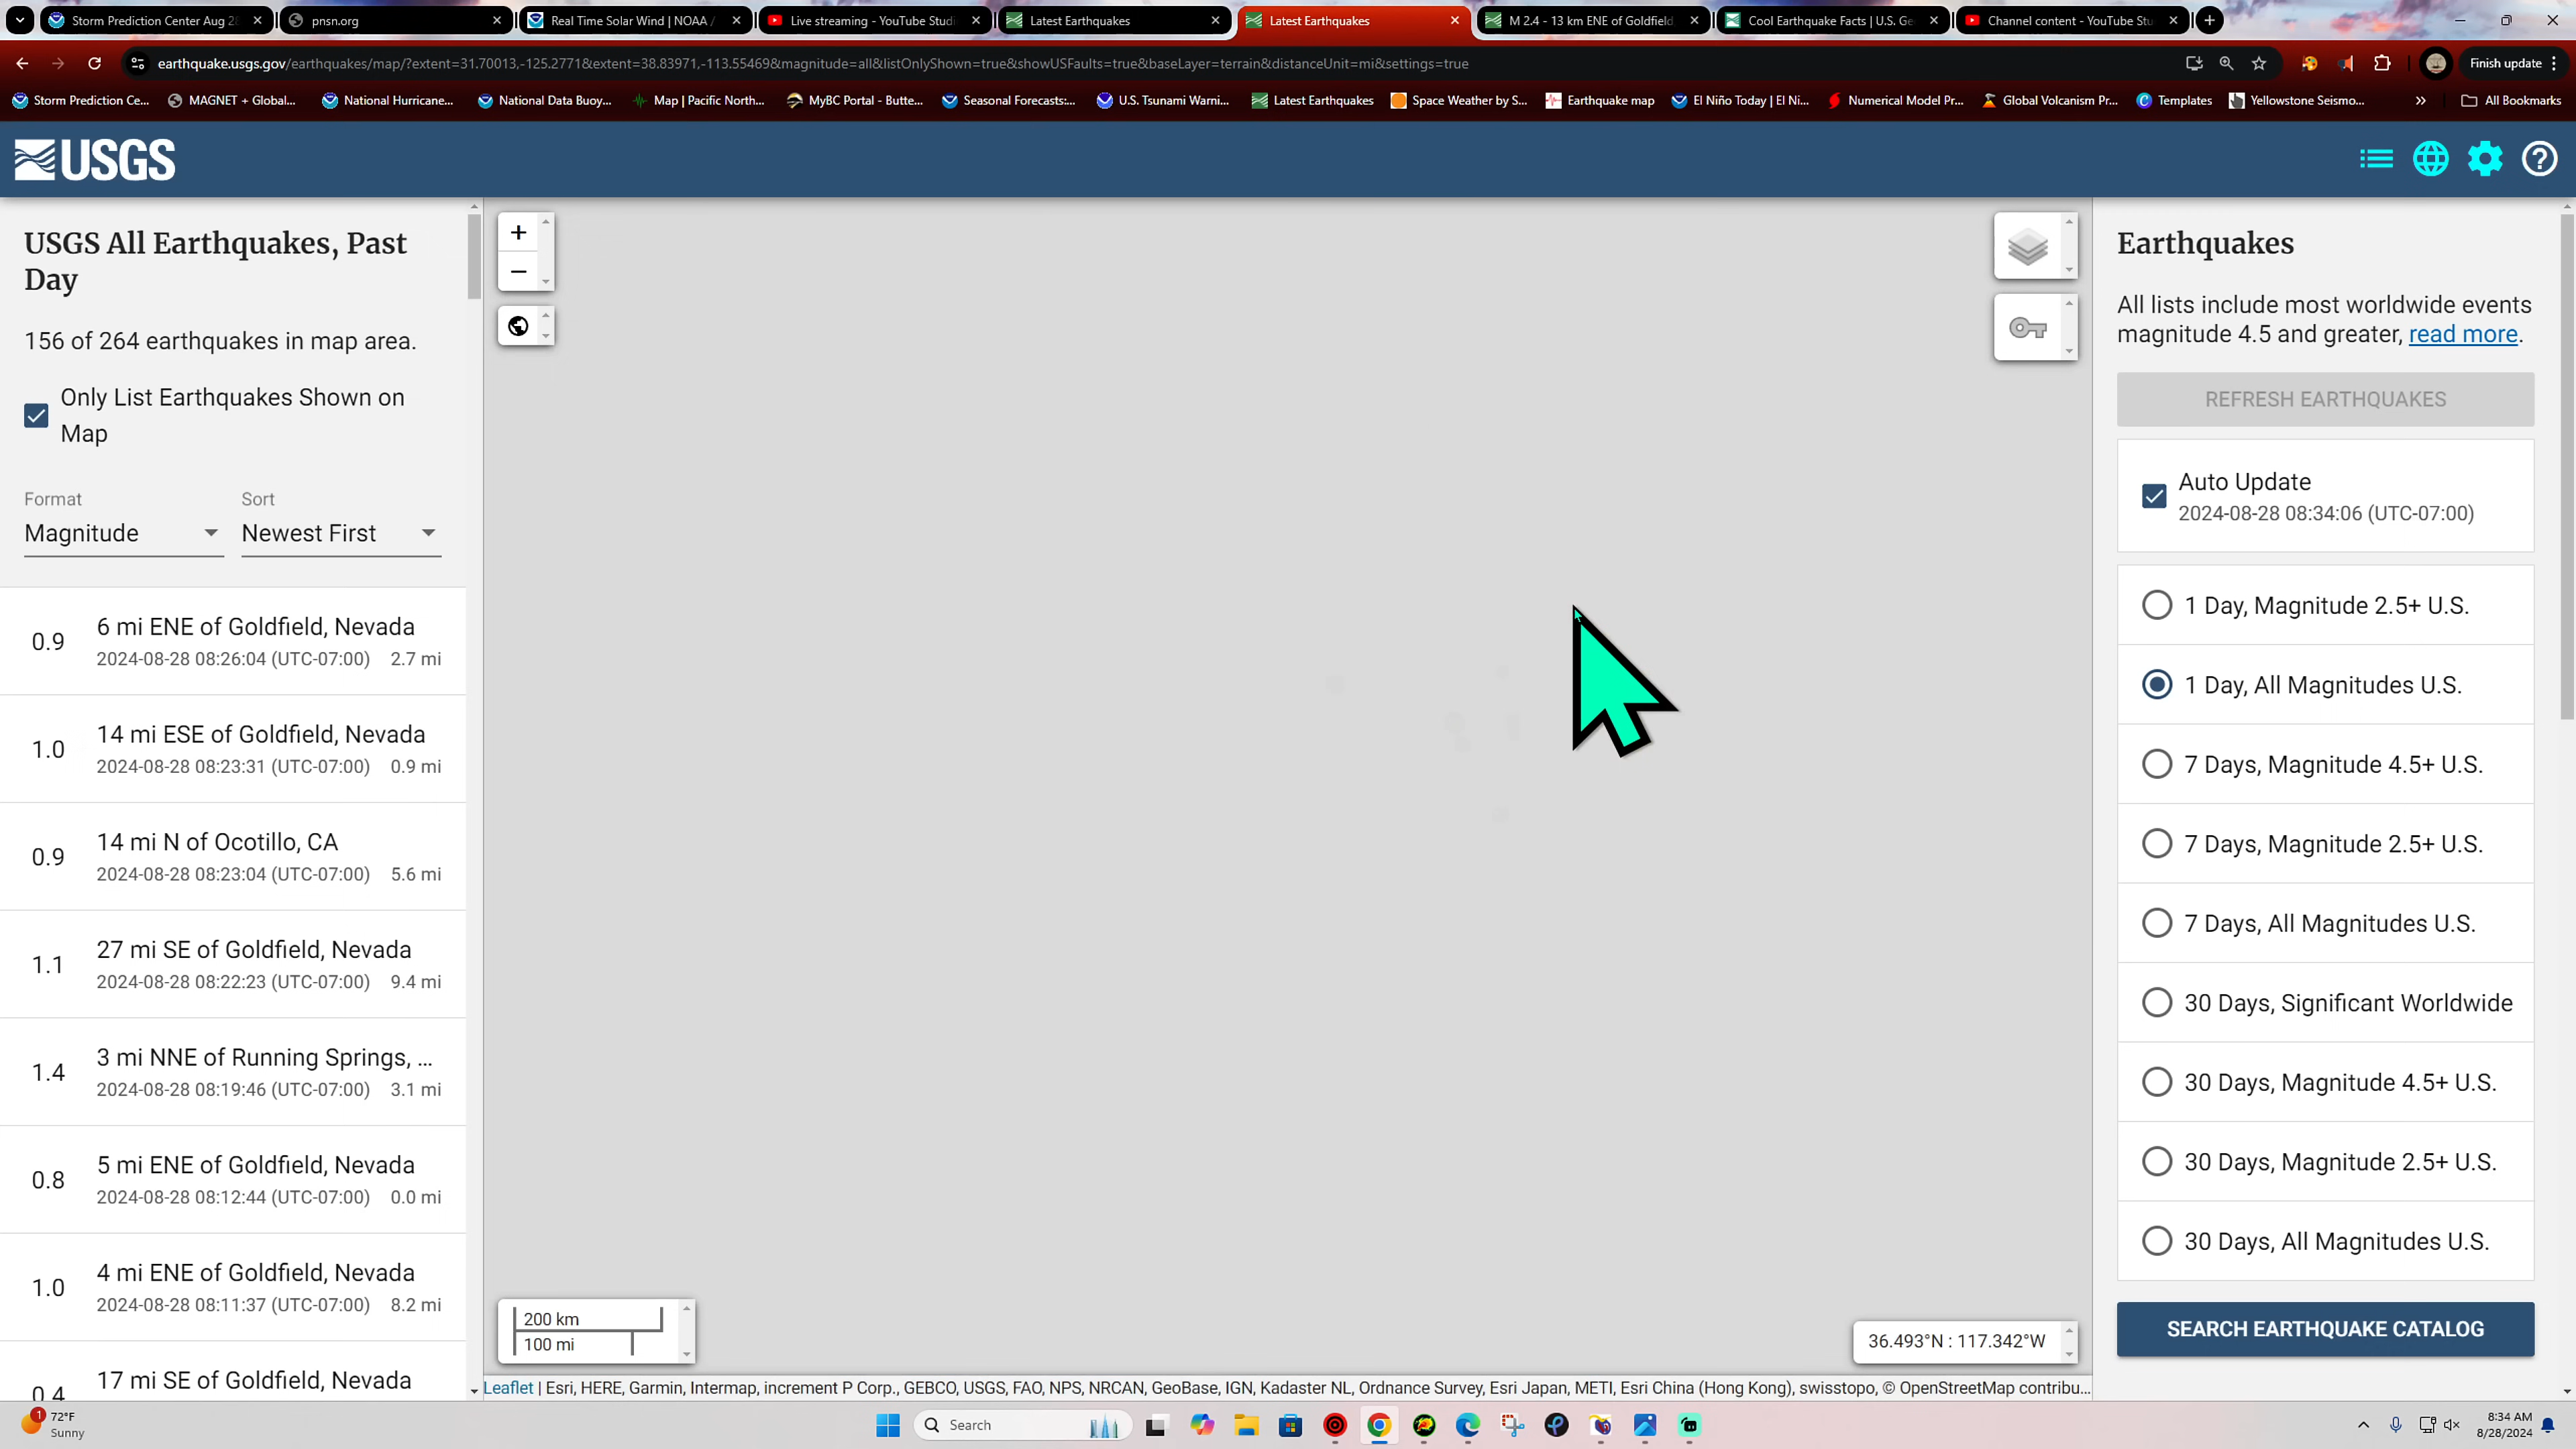 Storm Prediction Center Aug 28
pnsn.org
Real Time Solar Wind | NOAA /
Live streaming - YouTube Studi
Latest Earthquakes
Latest Earthquakes
M 2.4 - 13 km ENE of Goldfield,
Cool Earthquake Facts | U.S. Ge
Channel content - YouTube Stu
earthquake.usgs.gov/earthquakes/map/?extent=31.70013,-125.2771&extent=38.83971,-113.55469&magnitude=all&listOnlyShown=true&showUSFaults=true&baseLayer=terrain&distanceUnit=mi&settings=true
Finish update
Storm Prediction Ce...
MAGNET + Global...
National Hurricane...
National Data Buoy...
Map | Pacific North...
MyBC Portal - Butte...
Seasonal Forecasts:...
U.S. Tsunami Warni...
Latest Earthquakes
Space Weather by S...
Earthquake map
El Niño Today | El Ni...
Numerical Model Pr...
Global Volcanism Pr...
Templates
Yellowstone Seismo...
»
All Bookmarks
USGS
USGS All Earthquakes, Past
Day
156 of 264 earthquakes in map area.
Only List Earthquakes Shown on
Map
Format
Sort
Magnitude
Newest First
0.9
6 mi ENE of Goldfield, Nevada
2024-08-28 08:26:04 (UTC-07:00) 2.7 mi
1.0
14 mi ESE of Goldfield, Nevada
2024-08-28 08:23:31 (UTC-07:00) 0.9 mi
0.9
14 mi N of Ocotillo, CA
2024-08-28 08:23:04 (UTC-07:00) 5.6 mi
1.1
27 mi SE of Goldfield, Nevada
2024-08-28 08:22:23 (UTC-07:00) 9.4 mi
1.4
3 mi NNE of Running Springs, ...
2024-08-28 08:19:46 (UTC-07:00) 3.1 mi
0.8
5 mi ENE of Goldfield, Nevada
2024-08-28 08:12:44 (UTC-07:00) 0.0 mi
1.0
4 mi ENE of Goldfield, Nevada
2024-08-28 08:11:37 (UTC-07:00) 8.2 mi
0.4
17 mi SE of Goldfield, Nevada
+
−
200 km
100 mi
36.493°N : 117.342°W
Leaflet | Esri, HERE, Garmin, Intermap, increment P Corp., GEBCO, USGS, FAO, NPS, NRCAN, GeoBase, IGN, Kadaster NL, Ordnance Survey, Esri Japan, METI, Esri China (Hong Kong), swisstopo, © OpenStreetMap contribu...
Earthquakes
All lists include most worldwide events
magnitude 4.5 and greater, read more.
REFRESH EARTHQUAKES
Auto Update
2024-08-28 08:34:06 (UTC-07:00)
1 Day, Magnitude 2.5+ U.S.
1 Day, All Magnitudes U.S.
7 Days, Magnitude 4.5+ U.S.
7 Days, Magnitude 2.5+ U.S.
7 Days, All Magnitudes U.S.
30 Days, Significant Worldwide
30 Days, Magnitude 4.5+ U.S.
30 Days, Magnitude 2.5+ U.S.
30 Days, All Magnitudes U.S.
SEARCH EARTHQUAKE CATALOG
1
72°F
Sunny
Search
8:34 AM
8/28/2024